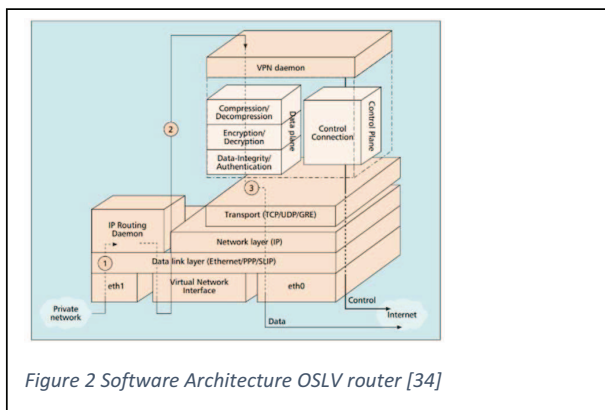 VPN daemon
Compression/
Decompression
Encryption/
Decryption
Data-Integrity/
Authentication
Data plane
Control
Connection
Control Plane
2
3
Transport (TCP/UDP/GRE)
IP Routing
Daemon
Network layer (IP)
1
Data link layer (Ethernet/PPP/SLIP)
eth1
Virtual Network
Interface
eth0
Private
network
Control
Internet
Data
Figure 2 Software Architecture OSLV router [34]